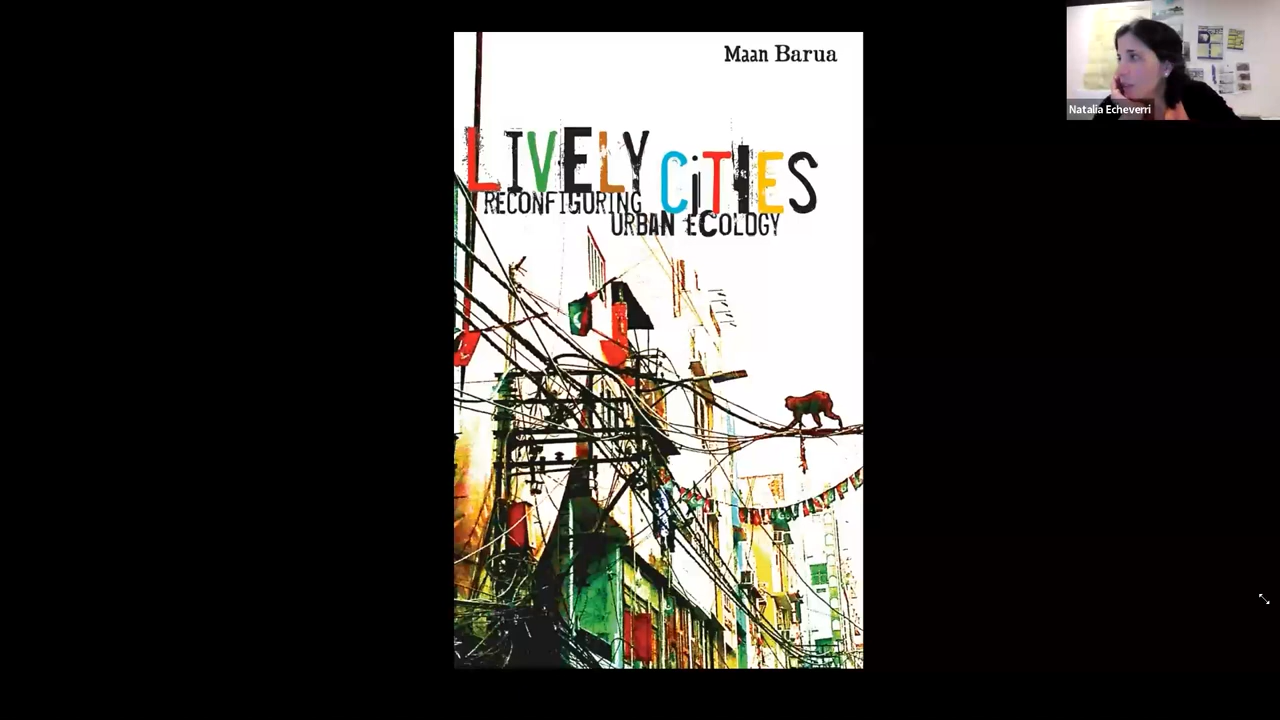 Maan Barua
LIVELY CiTIES
RECONFIGURING
URBAN eCOLOGY
Natalia Echeverri